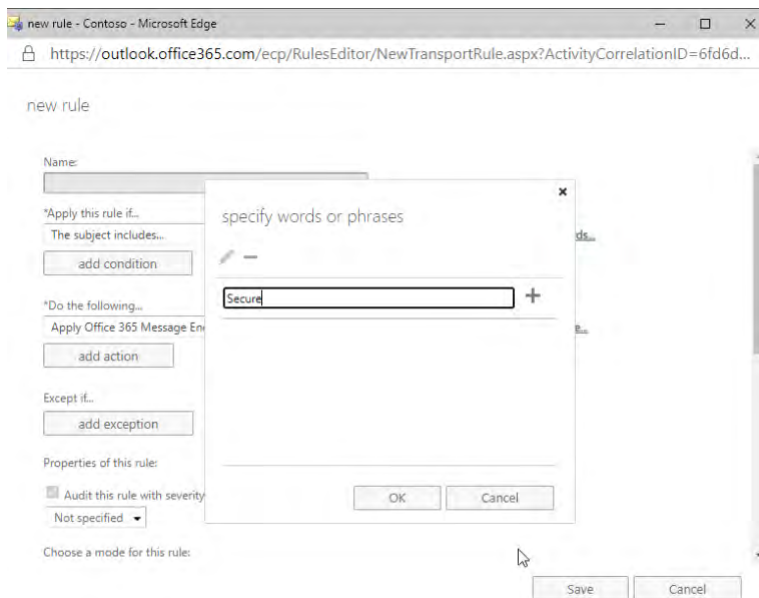 new rule - Contoso - Microsoft Edge
https://outlook.office365.com/ecp/RulesEditor/NewTransportRule.aspx?ActivityCorrelationID=6fd6d...
new rule
Name:
*Apply this rule if...
The subject includes...
add condition
*Do the following...
Apply Office 365 Message En
add action
Except if...
add exception
Properties of this rule:
Audit this rule with severity
Not specified
Choose a mode for this rule:
specify words or phrases
Secure
OK Cancel
ds...
e...
Save Cancel